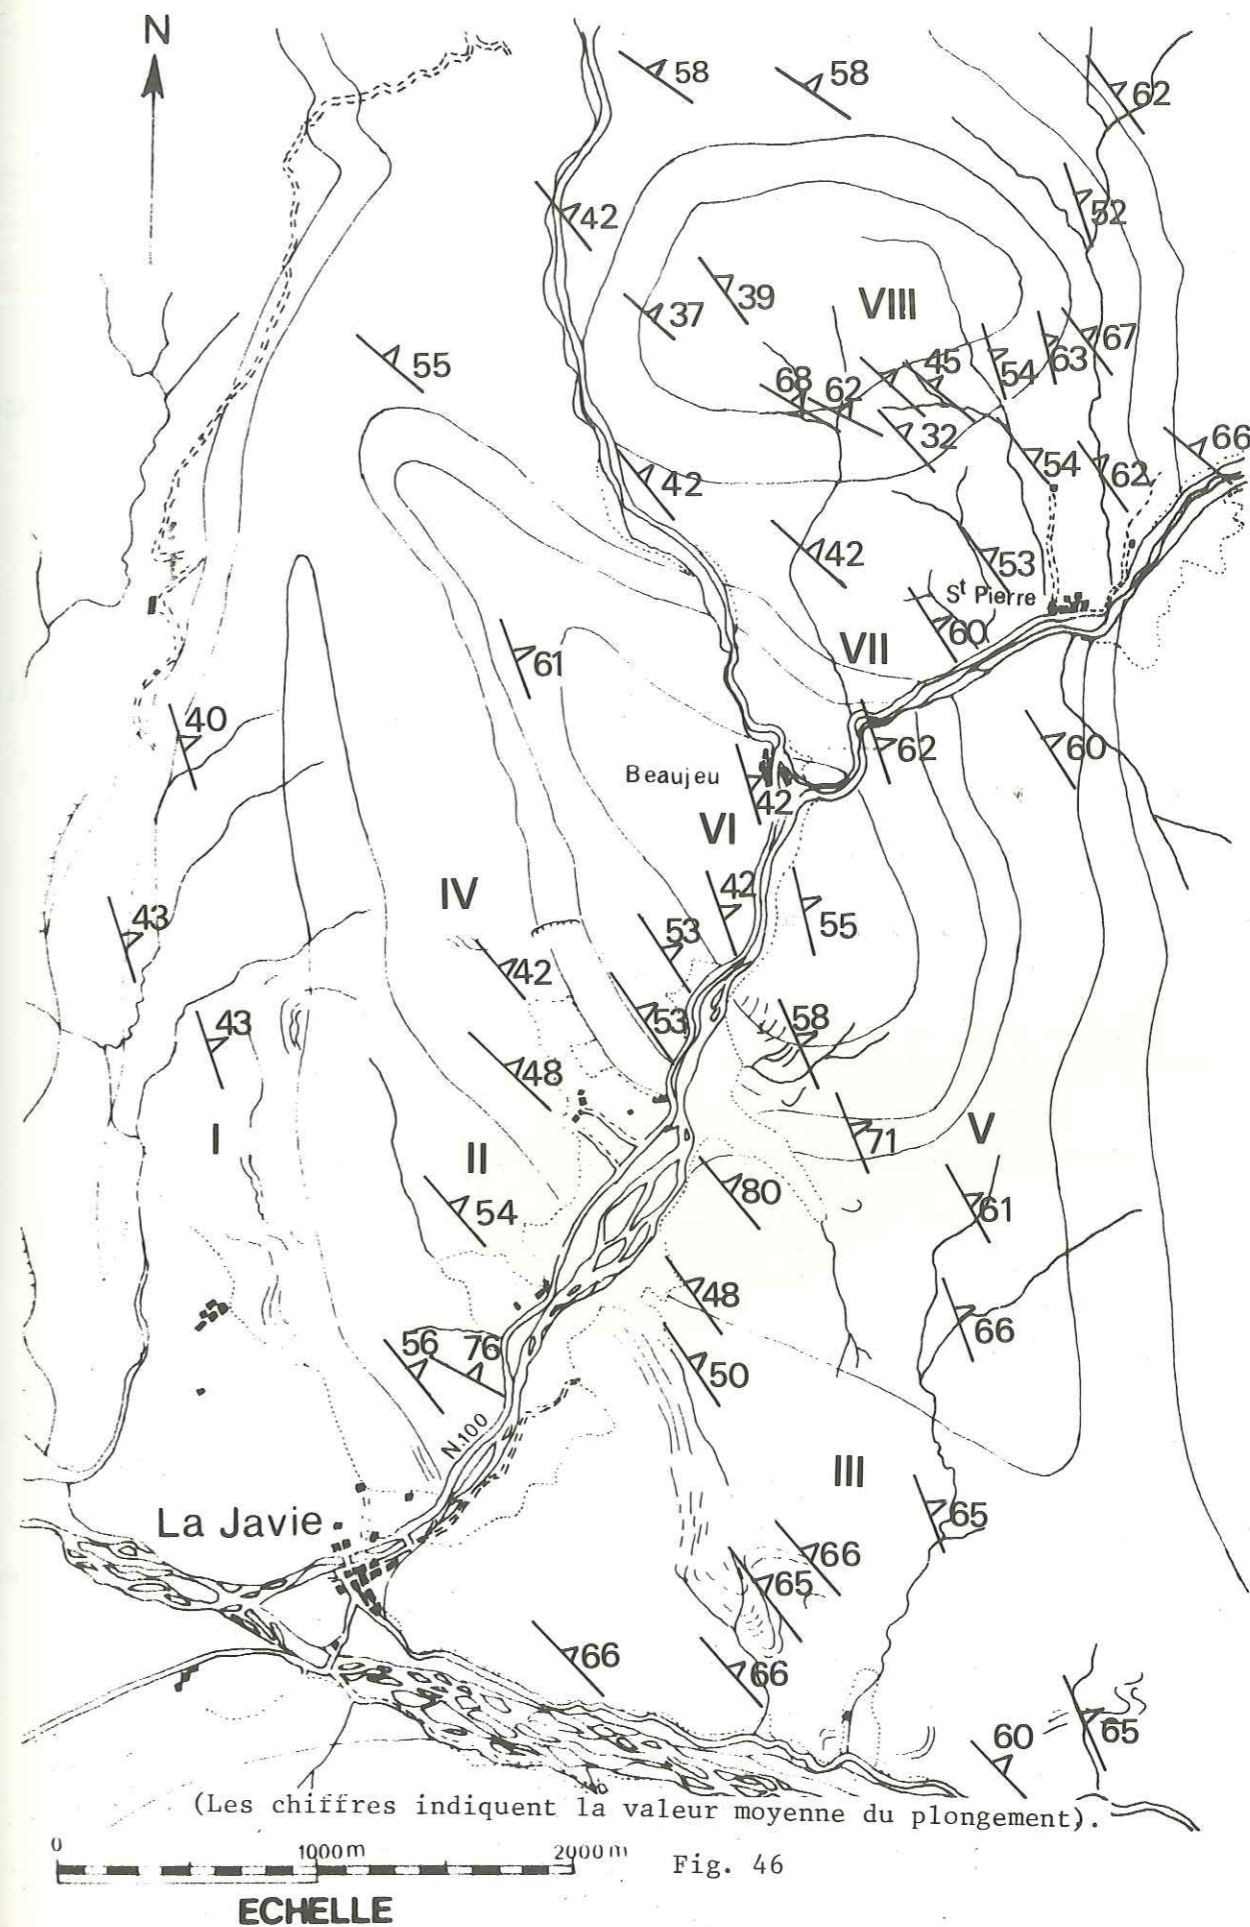 N
58
58
62
42
52
37
39
VIII
67
55
68
62
45
54
63
32
66
42
54
62
42
53
St Pierre
60
VII
61
40
62
60
Beaujeu
42
VI
IV
42
53
55
43
42
53
58
43
48
I
II
71
V
80
54
61
48
66
56
76
50
N.100
III
La Javie
65
66
65
66
66
60
65
(Les chiffres indiquent la valeur moyenne du plongement).
0
1000m
2000m
Fig. 46
ECHELLE